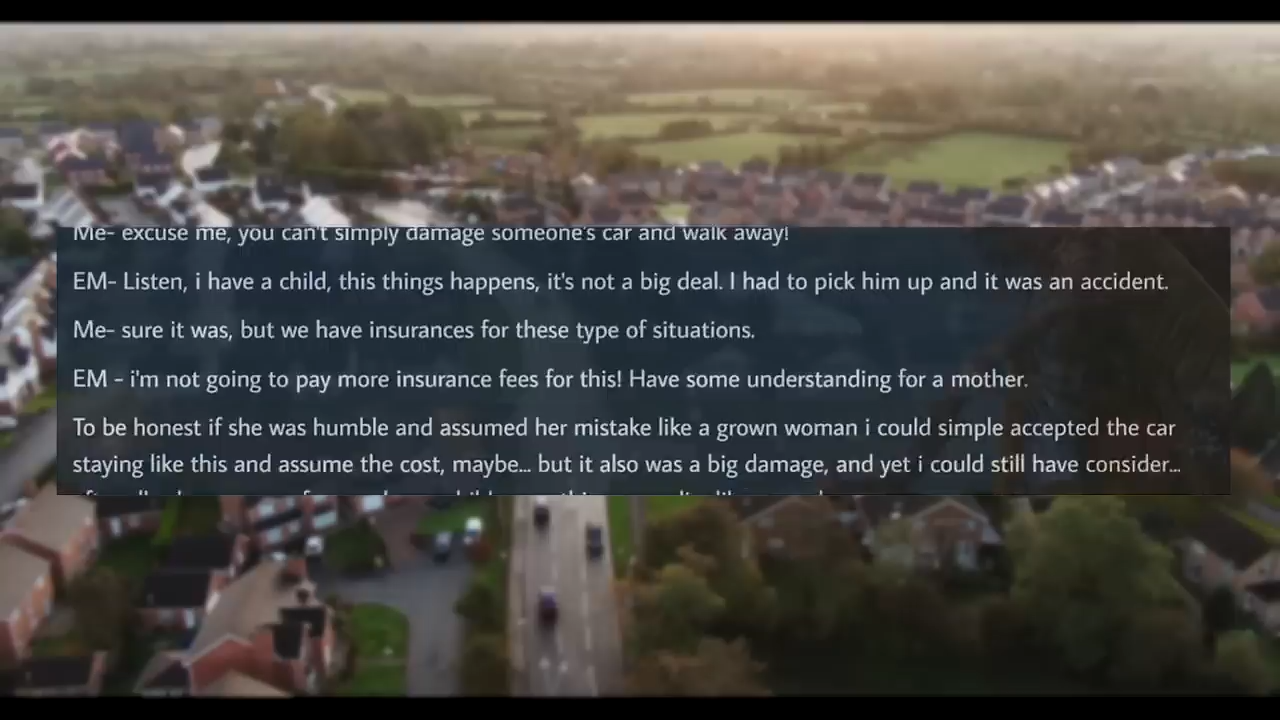 Me- excuse me, you can't simply damage someone's car and walk away!
EM- Listen, i have a child, this things happens, it's not a big deal. I had to pick him up and it was an accident.
Me- sure it was, but we have insurances for these type of situations.
EM - i'm not going to pay more insurance fees for this! Have some understanding for a mother.
To be honest if she was humble and assumed her mistake like a grown woman i could simple accepted the car
staying like this and assume the cost, maybe... but it also was a big damage, and yet i could still have consider...